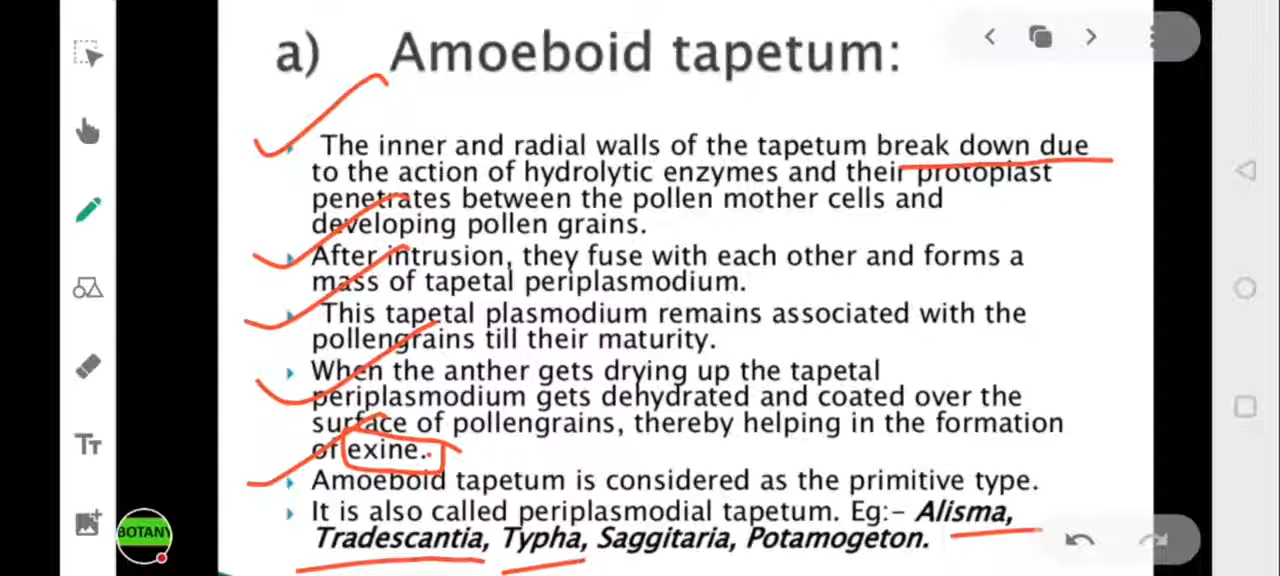 a) Amoeboid tapetum:
The inner and radial walls of the tapetum break down due
to the action of hydrolytic enzymes and their protoplast
penetrates between the pollen mother cells and
developing pollen grains.
After intrusion, they fuse with each other and forms a
mass of tapetal periplasmodium.
This tapetal plasmodium remains associated with the
pollengrains till their maturity.
When the anther gets drying up the tapetal
periplasmodium gets dehydrated and coated over the
surface of pollengrains, thereby helping in the formation
of exine.
Amoeboid tapetum is considered as the primitive type.
It is also called periplasmodial tapetum. Eg:- Alisma,
Tradescantia, Typha, Saggitaria, Potamogeton.
TT
BOTANY